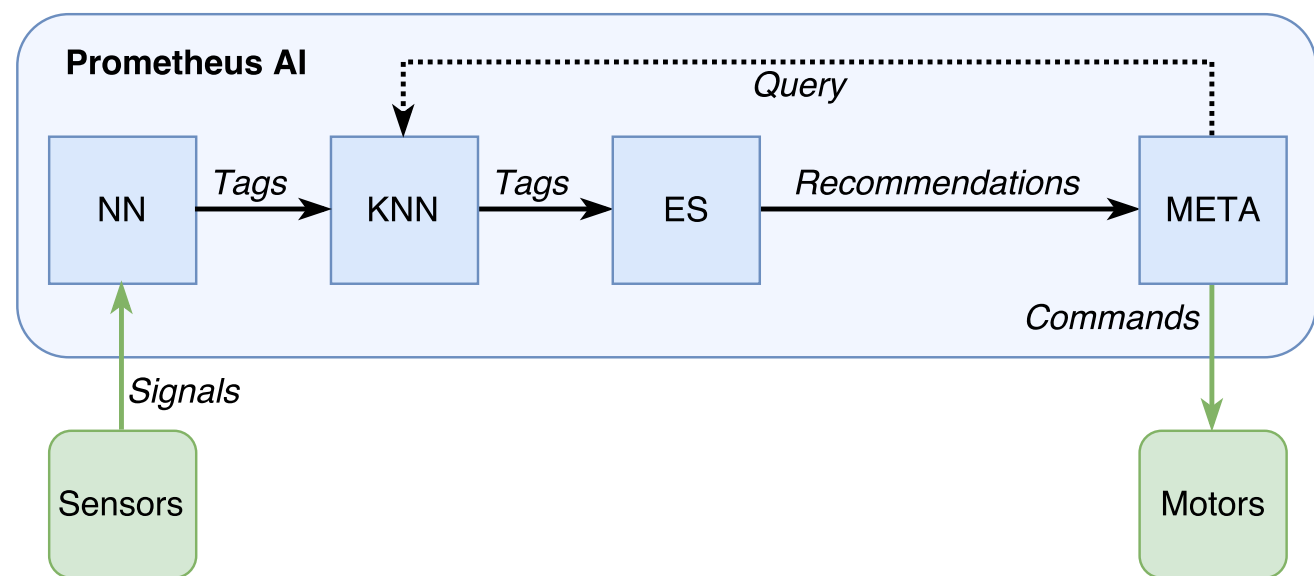 Prometheus AI
Query
NN
Tags
KNN
Tags
ES
Recommendations
META
Commands
Signals
Sensors
Motors